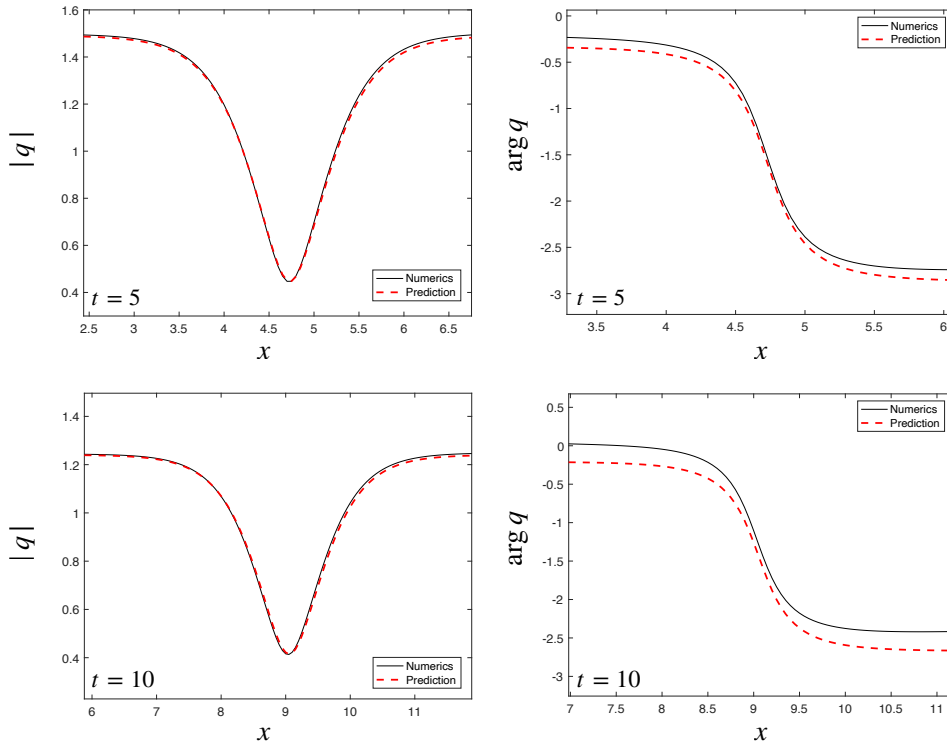 1.6
1.4
1.2
1
0.8
0.6
0.4
|q|
2.5 3 3.5 4 4.5 5 5.5 6 6.5
x
t = 5
Numerics
Prediction
0
-0.5
-1
-1.5
-2
-2.5
-3
arg q
3.5 4 4.5 5 5.5 6
x
t = 5
Numerics
Prediction
1.4
1.2
1
0.8
0.6
0.4
|q|
6 7 8 9 10 11
x
t = 10
Numerics
Prediction
0.5
0
-0.5
-1
-1.5
-2
-2.5
-3
arg q
7 7.5 8 8.5 9 9.5 10 10.5 11
x
t = 10
Numerics
Prediction